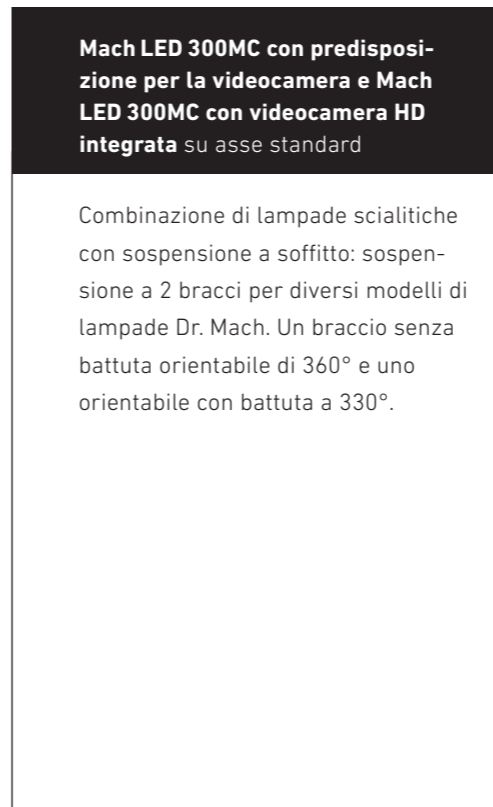 Mach LED 300MC con predisposi-
zione per la videocamera e Mach
LED 300MC con videocamera HD
integrata su asse standard
Combinazione di lampade scialitiche
con sospensione a soffitto: sospen-
sione a 2 bracci per diversi modelli di
lampade Dr. Mach. Un braccio senza
battuta orientabile di 360° e uno
orientabile con battuta a 330°.